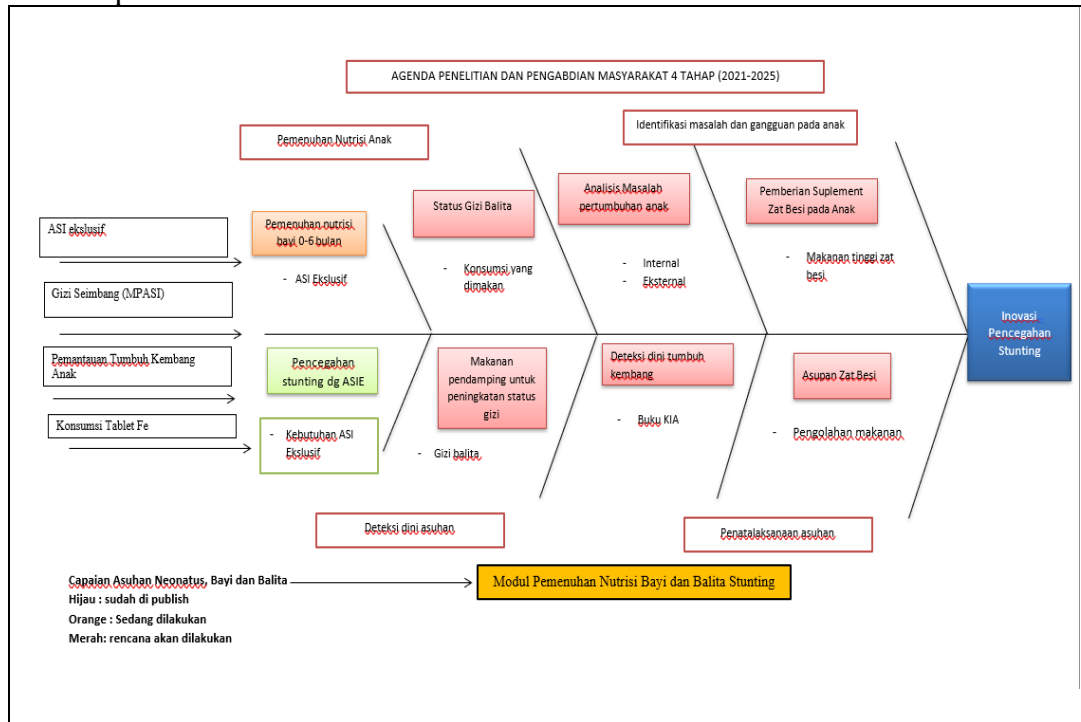 AGENDA PENELITIAN DAN PENGABDIAN MASYARAKAT 4 TAHAP (2021-2025)
Pemenuhan Nutrisi Anak
Identifikasi masalah dan gangguan pada anak
ASI ekslusif
Gizi Seimbang (MPASI)
Pemantauan Tumbuh Kembang
Anak
Konsumsi Tablet Fe
Pemenuhan nutrisi
bayi 0-6 bulan
- ASI Ekslusif
Status Gizi Balita
- Konsumsi yang
dimakan
Analisis Masalah
pertumbuhan anak
- Internal
- Eksternal
Pemberian Suplement
Zat Besi pada Anak
- Makanan tinggi zat
besi
Inovasi
Pencegahan
Stunting
Pencegahan
stunting dg ASIE
- Kebutuhan ASI
Ekslusif
Makanan
pendamping untuk
peningkatan status
gizi
- Gizi balita
Deteksi dini tumbuh
kembang
- Buku KIA
Asupan Zat Besi
- Pengolahan makanan
Deteksi dini asuhan
Penatalaksanaan asuhan
Capaian Asuhan Neonatus, Bayi dan Balita
Modul Pemenuhan Nutrisi Bayi dan Balita Stunting
Hijau : sudah di publish
Orange : Sedang dilakukan
Merah: rencana akan dilakukan